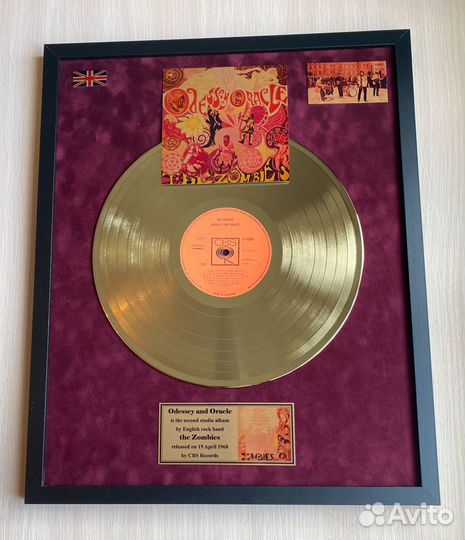 Odessey and Oracle
THE ZOMBIES
CBS
Odessey and Oracle
is the second studio album
by English rock band
the Zombies
released on 19 April 1968
by CBS Records
ZOMBIES
Avito